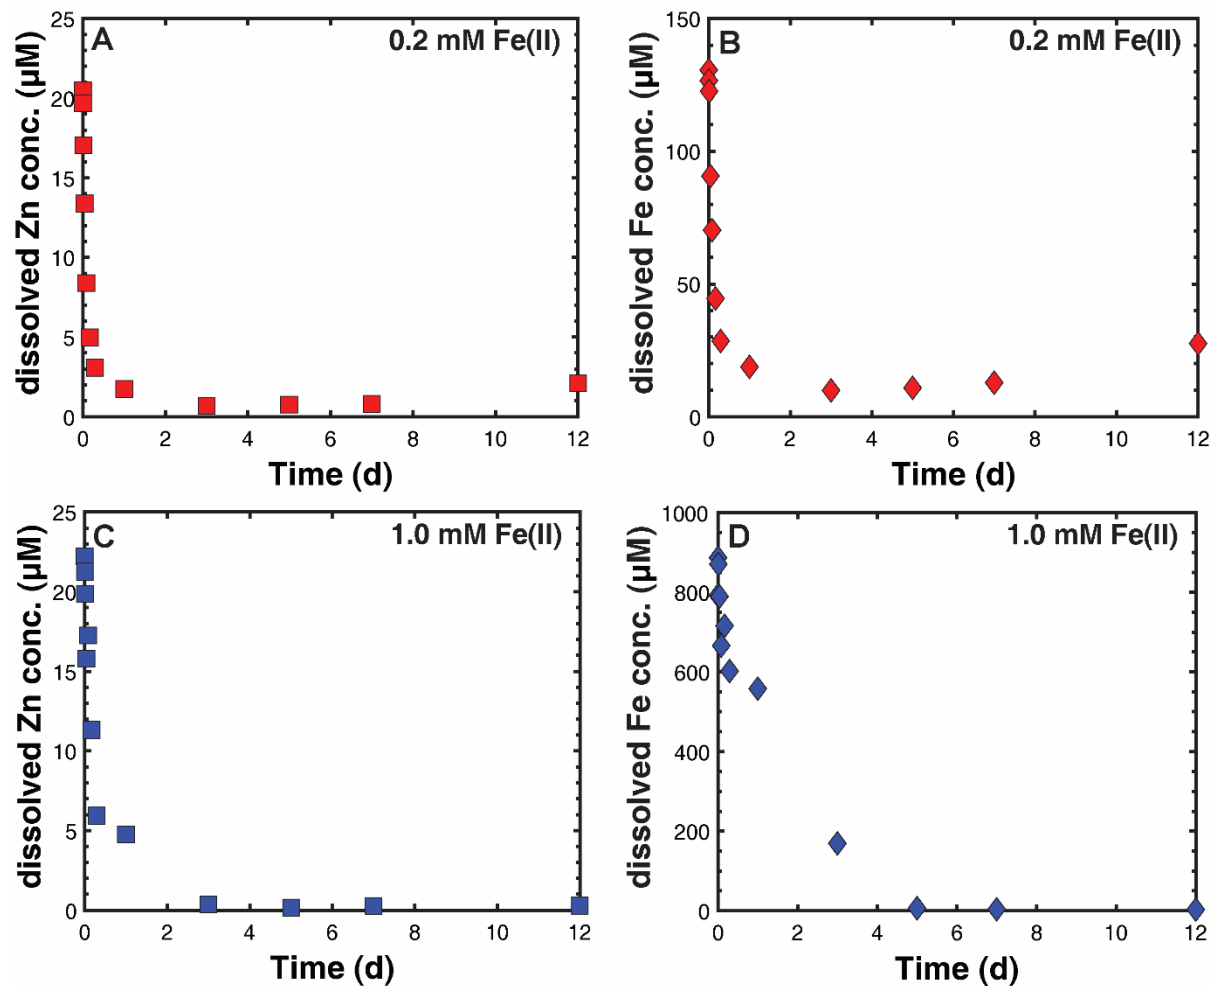 A
0.2 mM Fe(II)
dissolved Zn conc. (µM)
25
20
15
10
5
0
0 2 4 6 8 10 12
Time (d)
B
0.2 mM Fe(II)
dissolved Fe conc. (µM)
150
100
50
0
0 2 4 6 8 10 12
Time (d)
C
1.0 mM Fe(II)
dissolved Zn conc. (µM)
25
20
15
10
5
0
0 2 4 6 8 10 12
Time (d)
D
1.0 mM Fe(II)
dissolved Fe conc. (µM)
1000
800
600
400
200
0
0 2 4 6 8 10 12
Time (d)